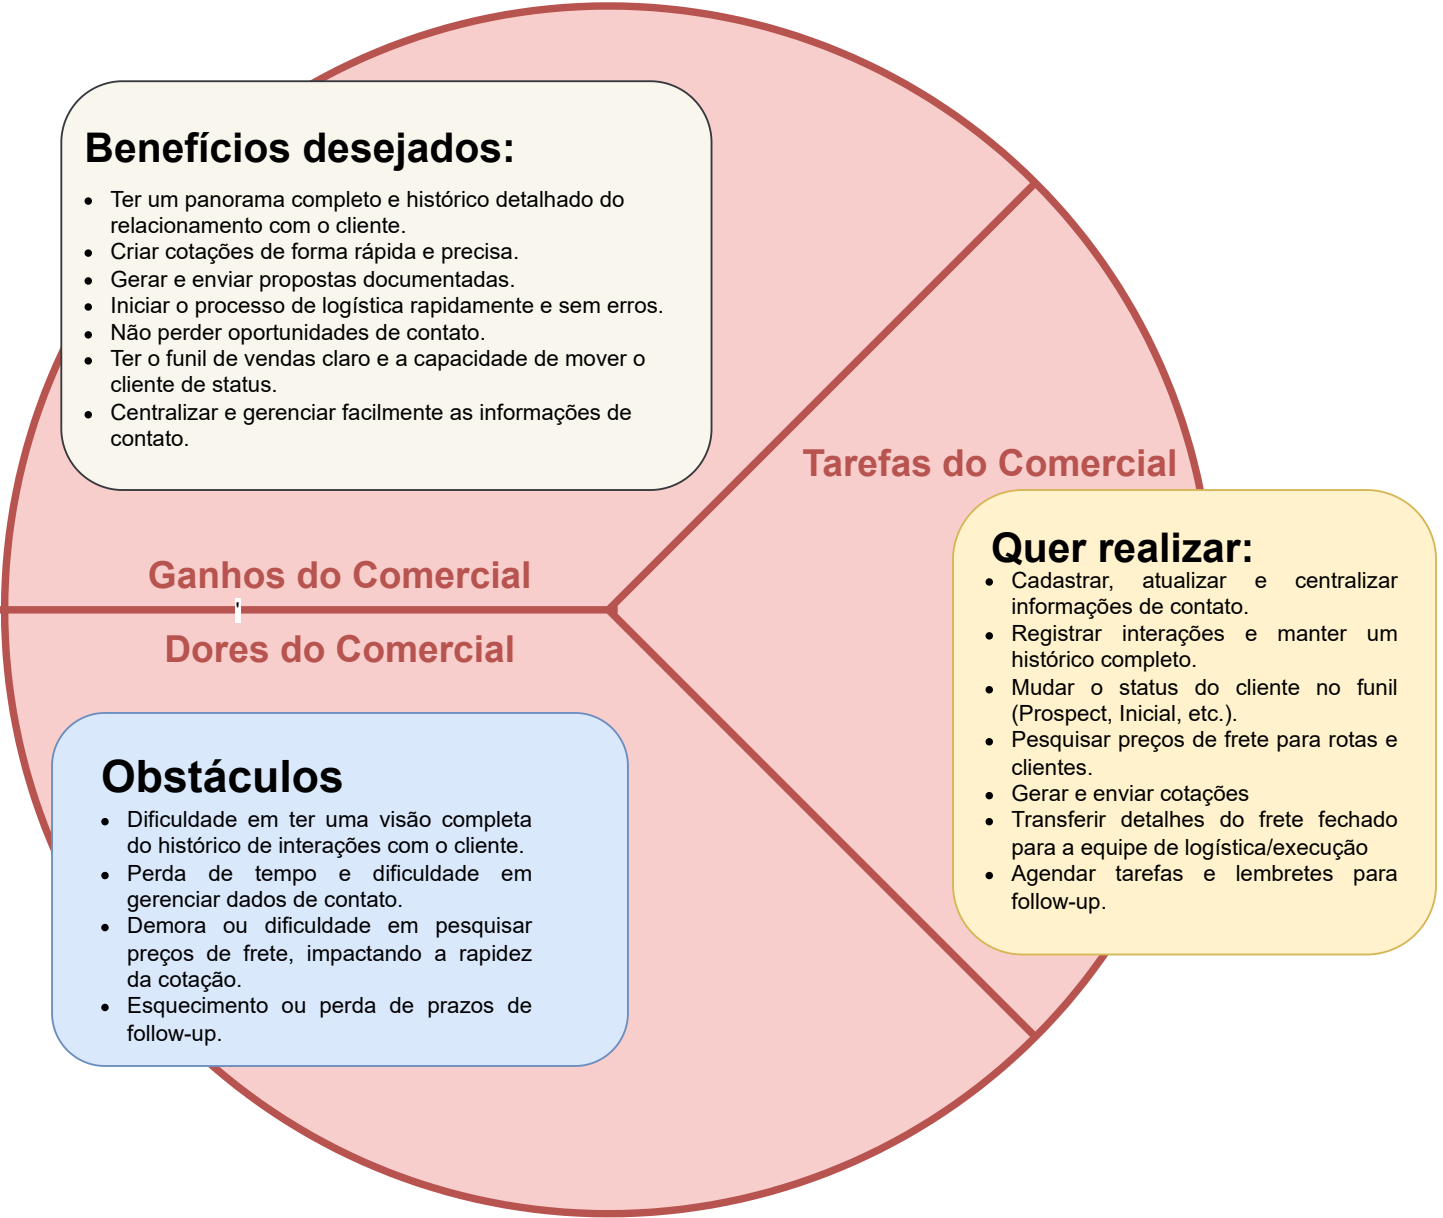 Benefícios desejados:
• Ter um panorama completo e histórico detalhado do
relacionamento com o cliente.
• Criar cotações de forma rápida e precisa.
• Gerar e enviar propostas documentadas.
• Iniciar o processo de logística rapidamente e sem erros.
• Não perder oportunidades de contato.
• Ter o funil de vendas claro e a capacidade de mover o
cliente de status.
• Centralizar e gerenciar facilmente as informações de
contato.
Ganhos do Comercial
'
Dores do Comercial
Obstáculos
• Dificuldade em ter uma visão completa
do histórico de interações com o cliente.
• Perda de tempo e dificuldade em
gerenciar dados de contato.
• Demora ou dificuldade em pesquisar
preços de frete, impactando a rapidez
da cotação.
• Esquecimento ou perda de prazos de
follow-up.
Tarefas do Comercial
Quer realizar:
• Cadastrar, atualizar e centralizar
informações de contato.
• Registrar interações e manter um
histórico completo.
• Mudar o status do cliente no funil
(Prospect, Inicial, etc.).
• Pesquisar preços de frete para rotas e
clientes.
• Gerar e enviar cotações
• Transferir detalhes do frete fechado
para a equipe de logística/execução
• Agendar tarefas e lembretes para
follow-up.